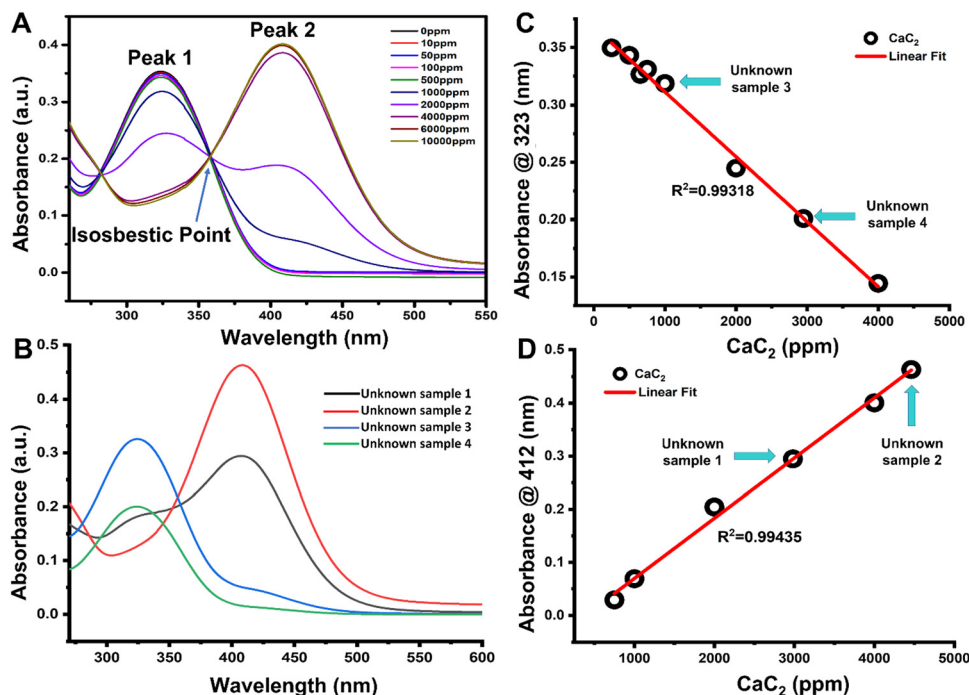 A
Peak 1
Peak 2
0ppm
10ppm
50ppm
100ppm
500ppm
1000ppm
2000ppm
4000ppm
6000ppm
10000ppm
Isosbestic Point
Absorbance (a.u.)
0.4
0.3
0.2
0.1
0.0
300 350 400 450 500 550
Wavelength (nm)
B
Unknown sample 1
Unknown sample 2
Unknown sample 3
Unknown sample 4
Absorbance (a.u.)
0.5
0.4
0.3
0.2
0.1
0.0
300 350 400 450 500 550 600
Wavelength (nm)
C
CaC₂
Linear Fit
Unknown
sample 3
R²=0.99318
Unknown
sample 4
Absorbance @ 323 (nm)
0.35
0.30
0.25
0.20
0.15
0 1000 2000 3000 4000 5000
CaC₂ (ppm)
D
CaC₂
Linear Fit
Unknown
sample 1
Unknown
sample 2
R²=0.99435
Absorbance @ 412 (nm)
0.5
0.4
0.3
0.2
0.1
0.0
1000 2000 3000 4000 5000
CaC₂ (ppm)